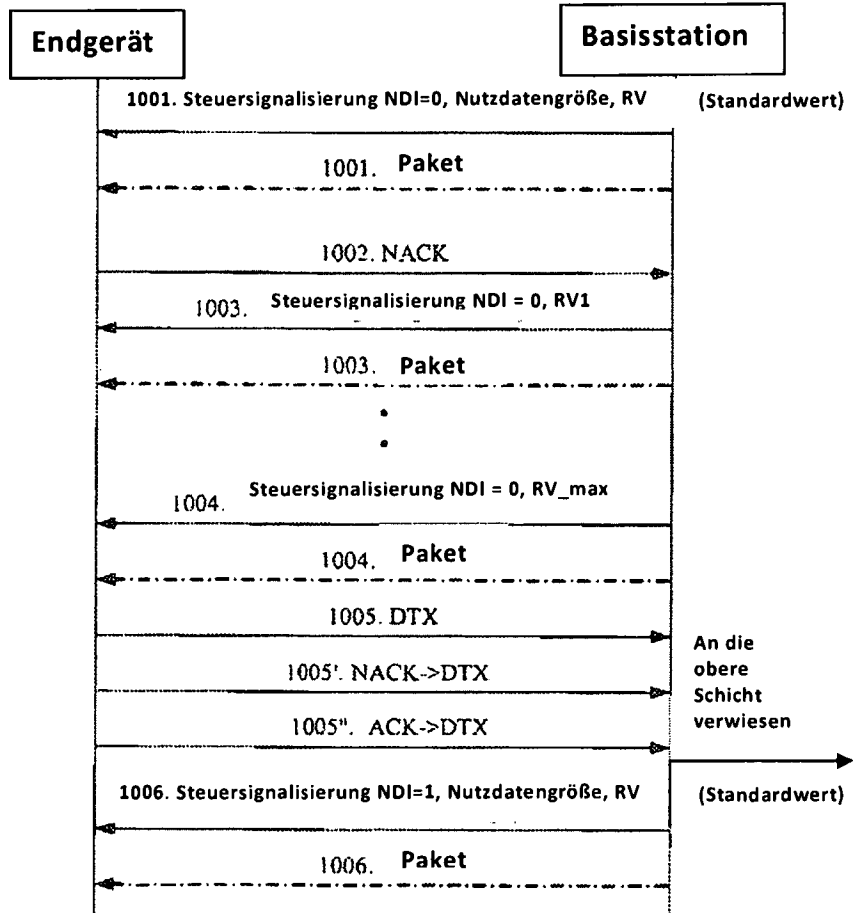 Endgerät
Basisstation
1001. Steuersignalisierung NDI=0, Nutzdatengröße, RV (Standardwert)
1001. Paket
1002. NACK
1003. Steuersignalisierung NDI = 0, RV1
1003. Paket
1004. Steuersignalisierung NDI = 0, RV_max
1004. Paket
1005. DTX
1005'. NACK->DTX
1005". ACK->DTX
An die
obere
Schicht
verwiesen
1006. Steuersignalisierung NDI=1, Nutzdatengröße, RV (Standardwert)
1006. Paket